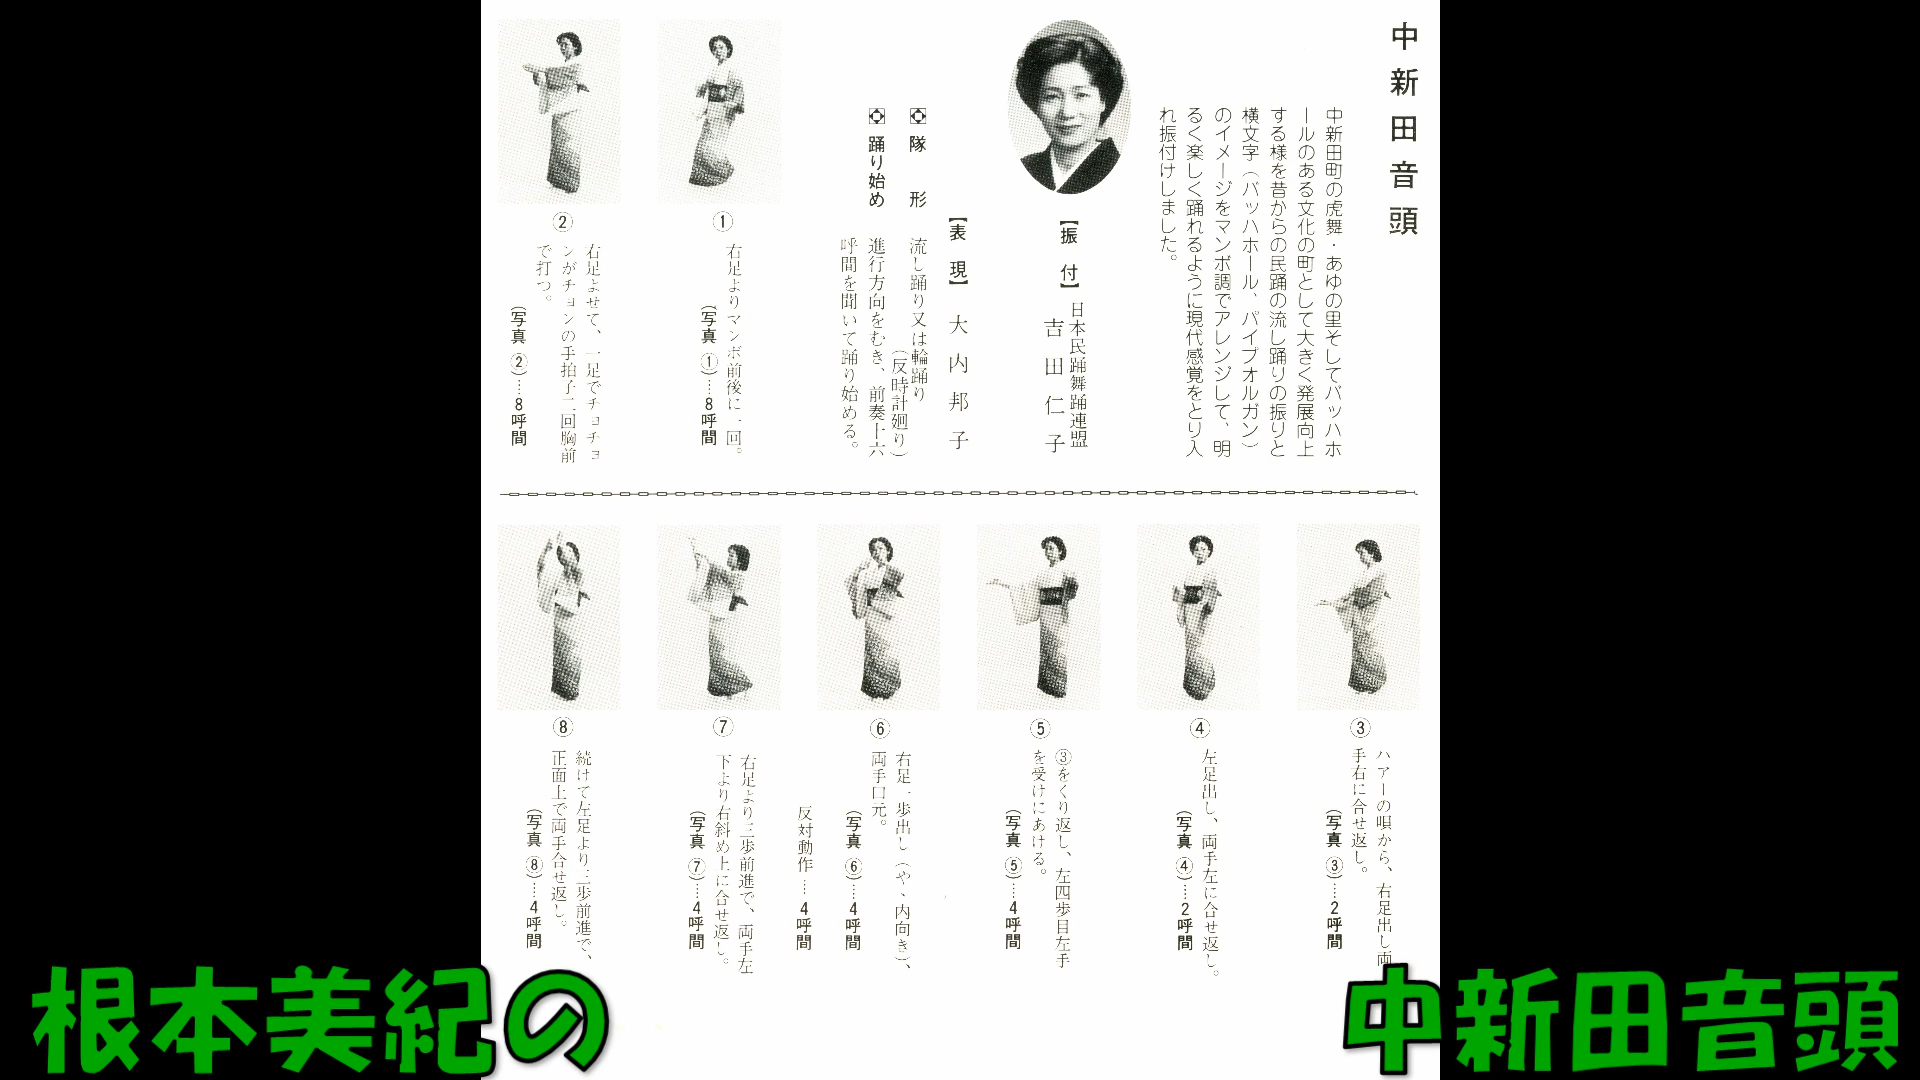 中新田音頭
中新田町の虎舞・あゆの里そしてバッハホ
ールのある文化の町として大きく発展向上
する様を昔からの民踊の流し踊りの振りと
横文字(バッハホール、パイプオルガン)
のイメージをマンボ調でアレンジして、明
るく楽しく踊れるように現代感覚をとり入
れ振付けしました。
【振付】
日本民踊舞踊連盟
吉田仁子
【表現】大内邦子
隊形 流し踊り又は輪踊り
(反時計廻り)
踊り始め 進行方向をむき、前奏十六
呼間を聞いて踊り始める。
①
右足よりマンボ前後に一回。
(写真①)…8呼間
②
右足よせて、一足でチョチョ
ンがチョンの手拍子二回胸前
で打つ。
(写真②)…8呼間
③
ハアーの唄から、右足出し両
手右に合せ返し。
(写真③)…2呼間
④
左足出し、両手左に合せ返し。
(写真④)…2呼間
⑤
③をくり返し、左四歩目左手
を受けにあける。
(写真⑤)…4呼間
⑥
右足一歩出し(やゝ内向き)、
両手口元。
(写真⑥)…4呼間
反対動作…4呼間
⑦
右足より三歩前進で、両手左
下より右斜め上に合せ返し。
(写真⑦)…4呼間
⑧
続けて左足より三歩前進で、
正面上で両手合せ返し。
(写真⑧)…4呼間
根本美紀の
中新田音頭